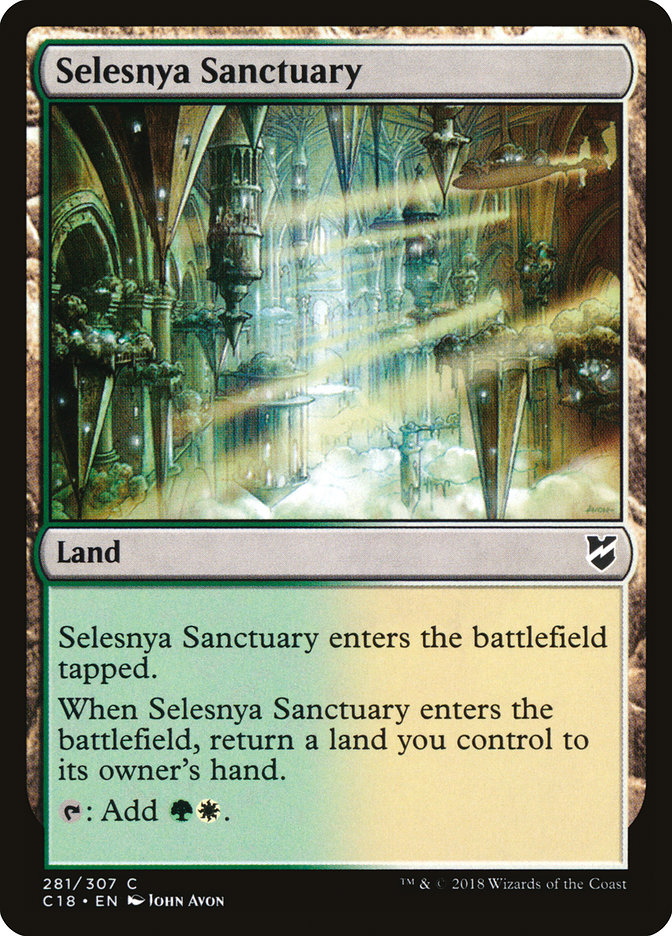 Selesnya Sanctuary
AVON
Land
Selesnya Sanctuary enters the battlefield
tapped.
When Selesnya Sanctuary enters the
battlefield, return a land you control to
its owner's hand.
: Add .
281/307 C
C18 • EN JOHN AVON
™ & © 2018 Wizards of the Coast